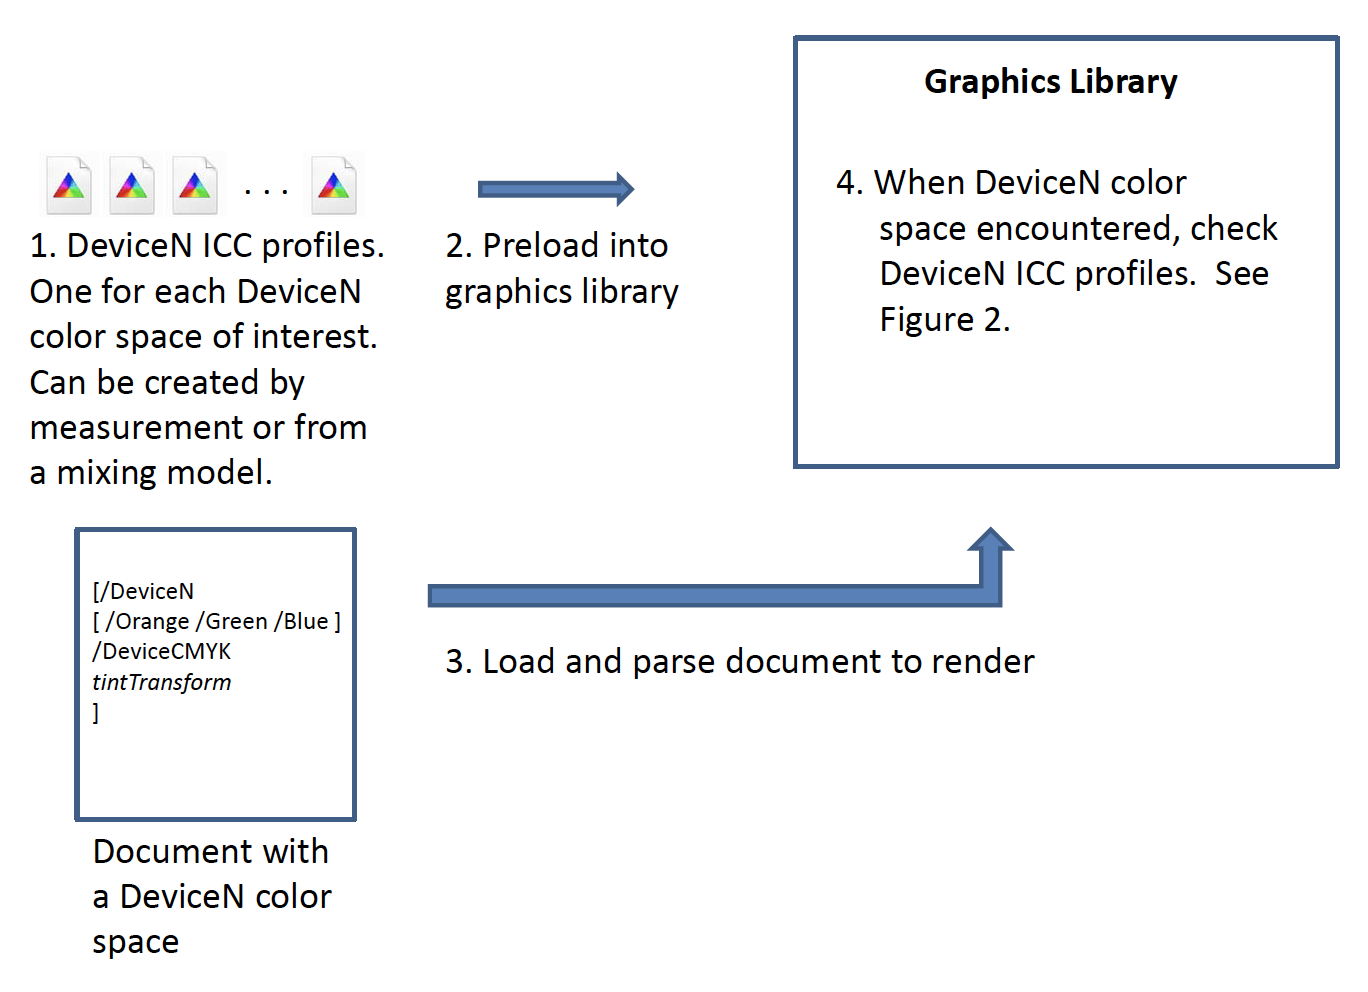 Graphics Library
. . .
1. DeviceN ICC profiles.
One for each DeviceN
color space of interest.
Can be created by
measurement or from
a mixing model.
2. Preload into
graphics library
4. When DeviceN color
space encountered, check
DeviceN ICC profiles.  See
Figure 2.
[/DeviceN
[ /Orange /Green /Blue ]
/DeviceCMYK
tintTransform
]
3. Load and parse document to render
Document with
a DeviceN color
space